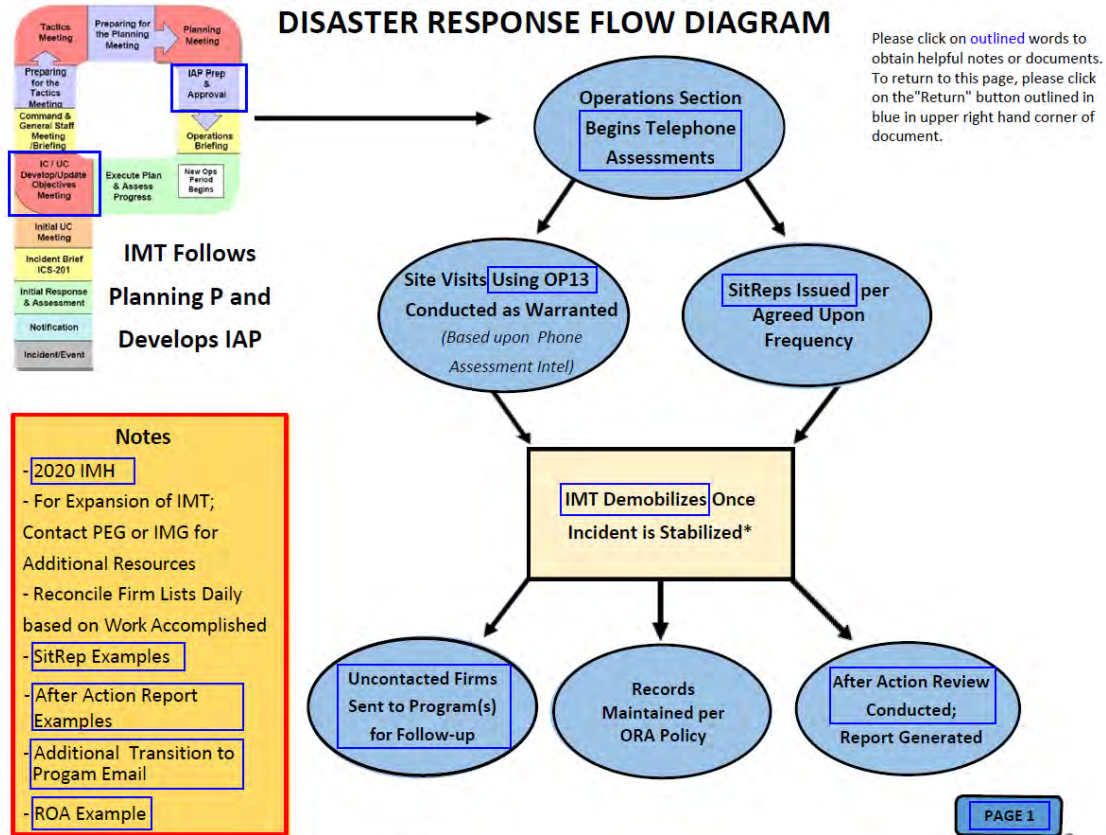 DISASTER RESPONSE FLOW DIAGRAM
Please click on outlined words to
obtain helpful notes or documents.
To return to this page, please click
on the"Return" button outlined in
blue in upper right hand corner of
document.
Tactics
Meeting
Preparing for
the Planning
Meeting
Planning
Meeting
Preparing
for the
Tactics
Meeting
IAP Prep
&
Approval
Command &
General Staff
Meeting
/Briefing
Operations
Briefing
IC / UC
Develop/Update
Objectives
Meeting
Execute Plan
& Assess
Progress
New Ops
Period
Begins
Initial UC
Meeting
Incident Brief
ICS-201
Initial Response
& Assessment
Notification
Incident/Event
IMT Follows
Planning P and
Develops IAP
Operations Section
Begins Telephone
Assessments
Site Visits Using OP13
Conducted as Warranted
(Based upon Phone
Assessment Intel)
SitReps Issued per
Agreed Upon
Frequency
IMT Demobilizes Once
Incident is Stabilized*
Uncontacted Firms
Sent to Program(s)
for Follow-up
Records
Maintained per
ORA Policy
After Action Review
Conducted;
Report Generated
Notes
- 2020 IMH
- For Expansion of IMT;
Contact PEG or IMG for
Additional Resources
- Reconcile Firm Lists Daily
based on Work Accomplished
- SitRep Examples
- After Action Report
Examples
- Additional Transition to
Progam Email
- ROA Example
PAGE 1